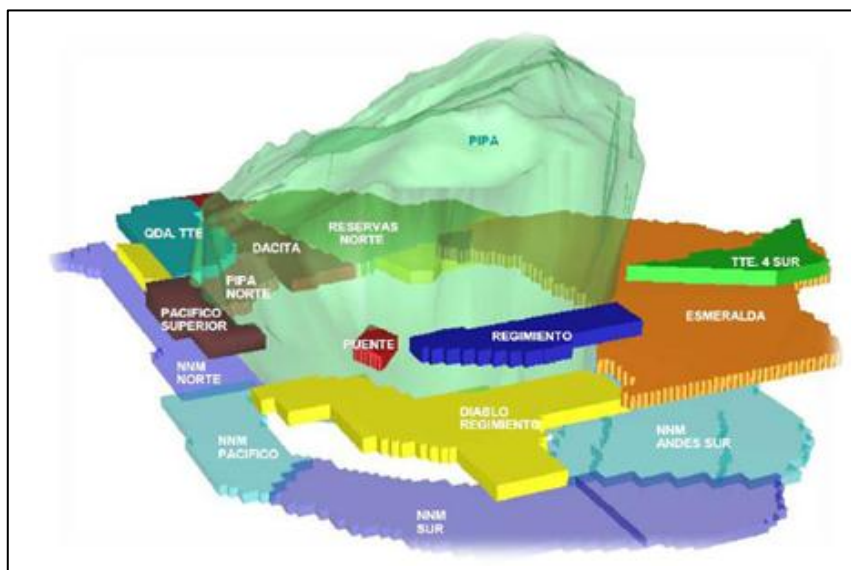 PIPA
QDA. TTE
DACITA
RESERVAS
NORTE
TTE. 4 SUR
PIPA
NORTE
PACIFICO
SUPERIOR
PUENTE
REGIMIENTO
ESMERALDA
NNM
NORTE
DIABLO
REGIMIENTO
NNM
PACIFICO
NNM
ANDES SUR
NNM
SUR